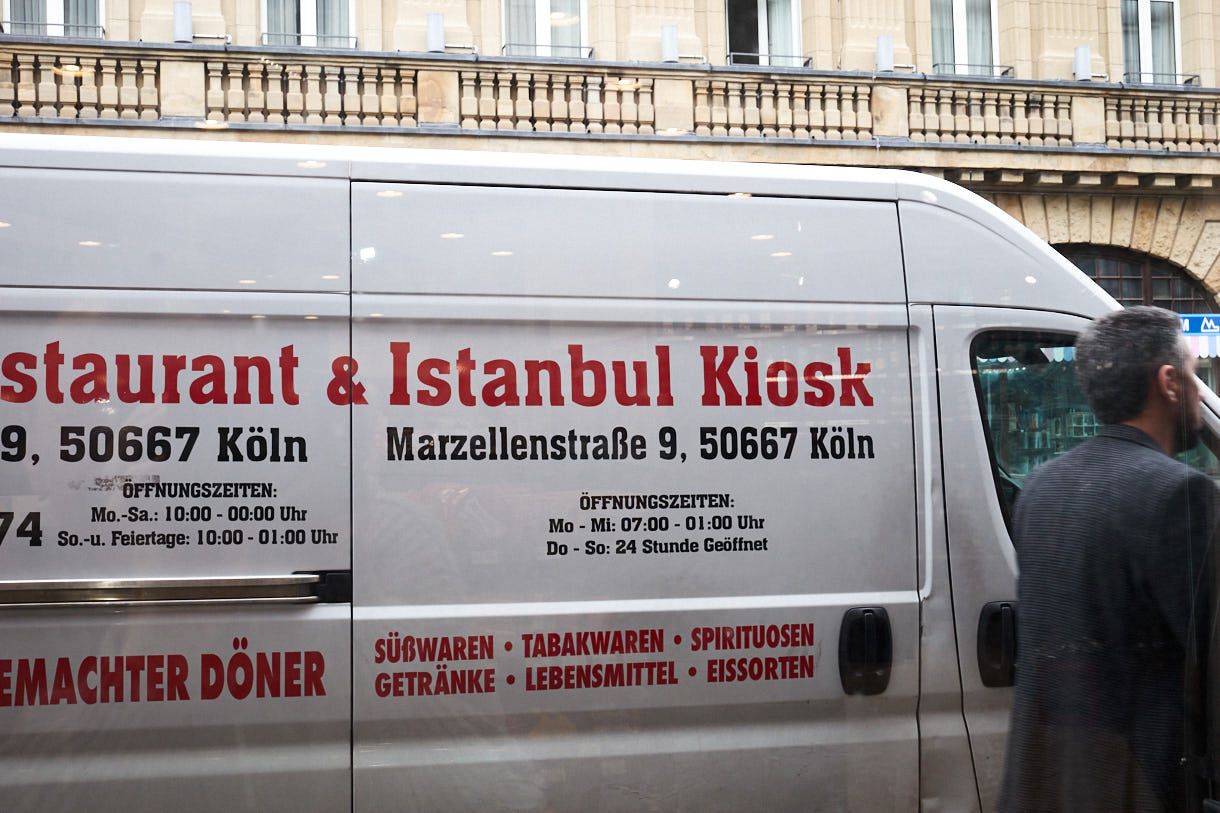 staurant & Istanbul Kiosk
9, 50667 Köln
ÖFFNUNGSZEITEN:
Mo.-Sa.: 10:00 - 00:00 Uhr
74 So.-u. Feiertage: 10:00 - 01:00 Uhr
EMACHTER DÖNER
Marzellenstraße 9, 50667 Köln
ÖFFNUNGSZEITEN:
Mo - Mi: 07:00 - 01:00 Uhr
Do - So: 24 Stunde Geöffnet
SÜßWAREN • TABAKWAREN • SPIRITUOSEN
GETRÄNKE • LEBENSMITTEL • EISSORTEN
M